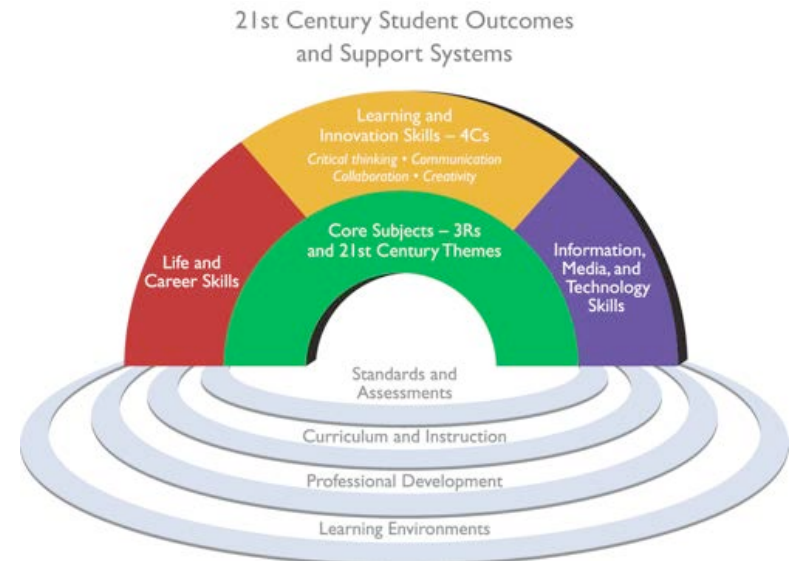 21st Century Student Outcomes
and Support Systems
Learning and
Innovation Skills – 4Cs
Critical thinking • Communication
Collaboration • Creativity
Core Subjects – 3Rs
and 21st Century Themes
Life and
Career Skills
Information,
Media, and
Technology
Skills
Standards and
Assessments
Curriculum and Instruction
Professional Development
Learning Environments